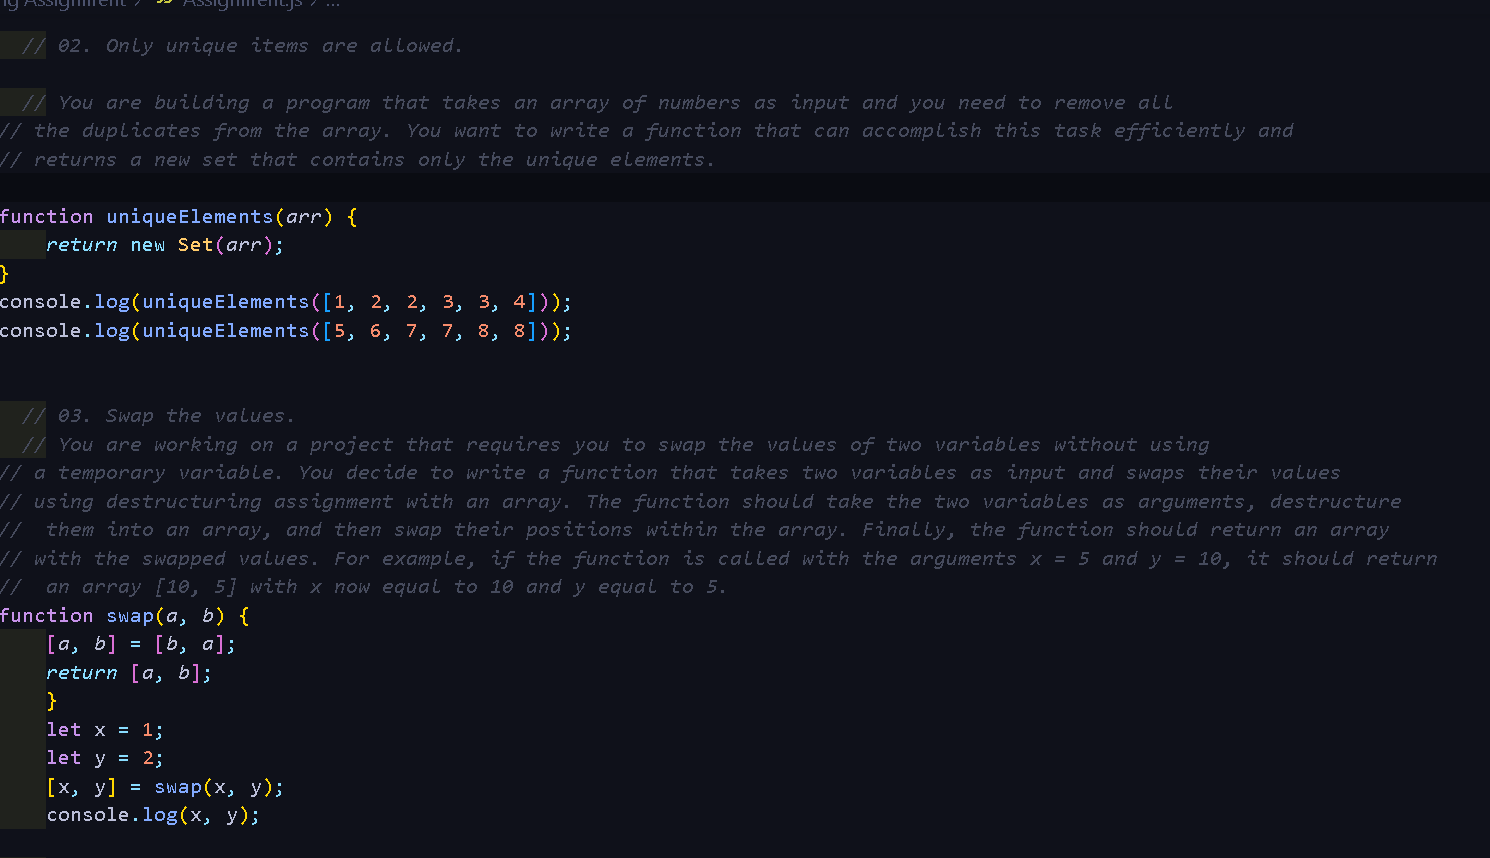 ng Assignment > JS Assignment.js > ...
// 02. Only unique items are allowed.
// You are building a program that takes an array of numbers as input and you need to remove all
// the duplicates from the array. You want to write a function that can accomplish this task efficiently and
// returns a new set that contains only the unique elements.
function uniqueElements(arr) {
return new Set(arr);
}
console.log(uniqueElements([1, 2, 2, 3, 3, 4]));
console.log(uniqueElements([5, 6, 7, 7, 8, 8]));
// 03. Swap the values.
// You are working on a project that requires you to swap the values of two variables without using
// a temporary variable. You decide to write a function that takes two variables as input and swaps their values
// using destructuring assignment with an array. The function should take the two variables as arguments, destructure
//  them into an array, and then swap their positions within the array. Finally, the function should return an array
// with the swapped values. For example, if the function is called with the arguments x = 5 and y = 10, it should return
//  an array [10, 5] with x now equal to 10 and y equal to 5.
function swap(a, b) {
[a, b] = [b, a];
return [a, b];
}
let x = 1;
let y = 2;
[x, y] = swap(x, y);
console.log(x, y);